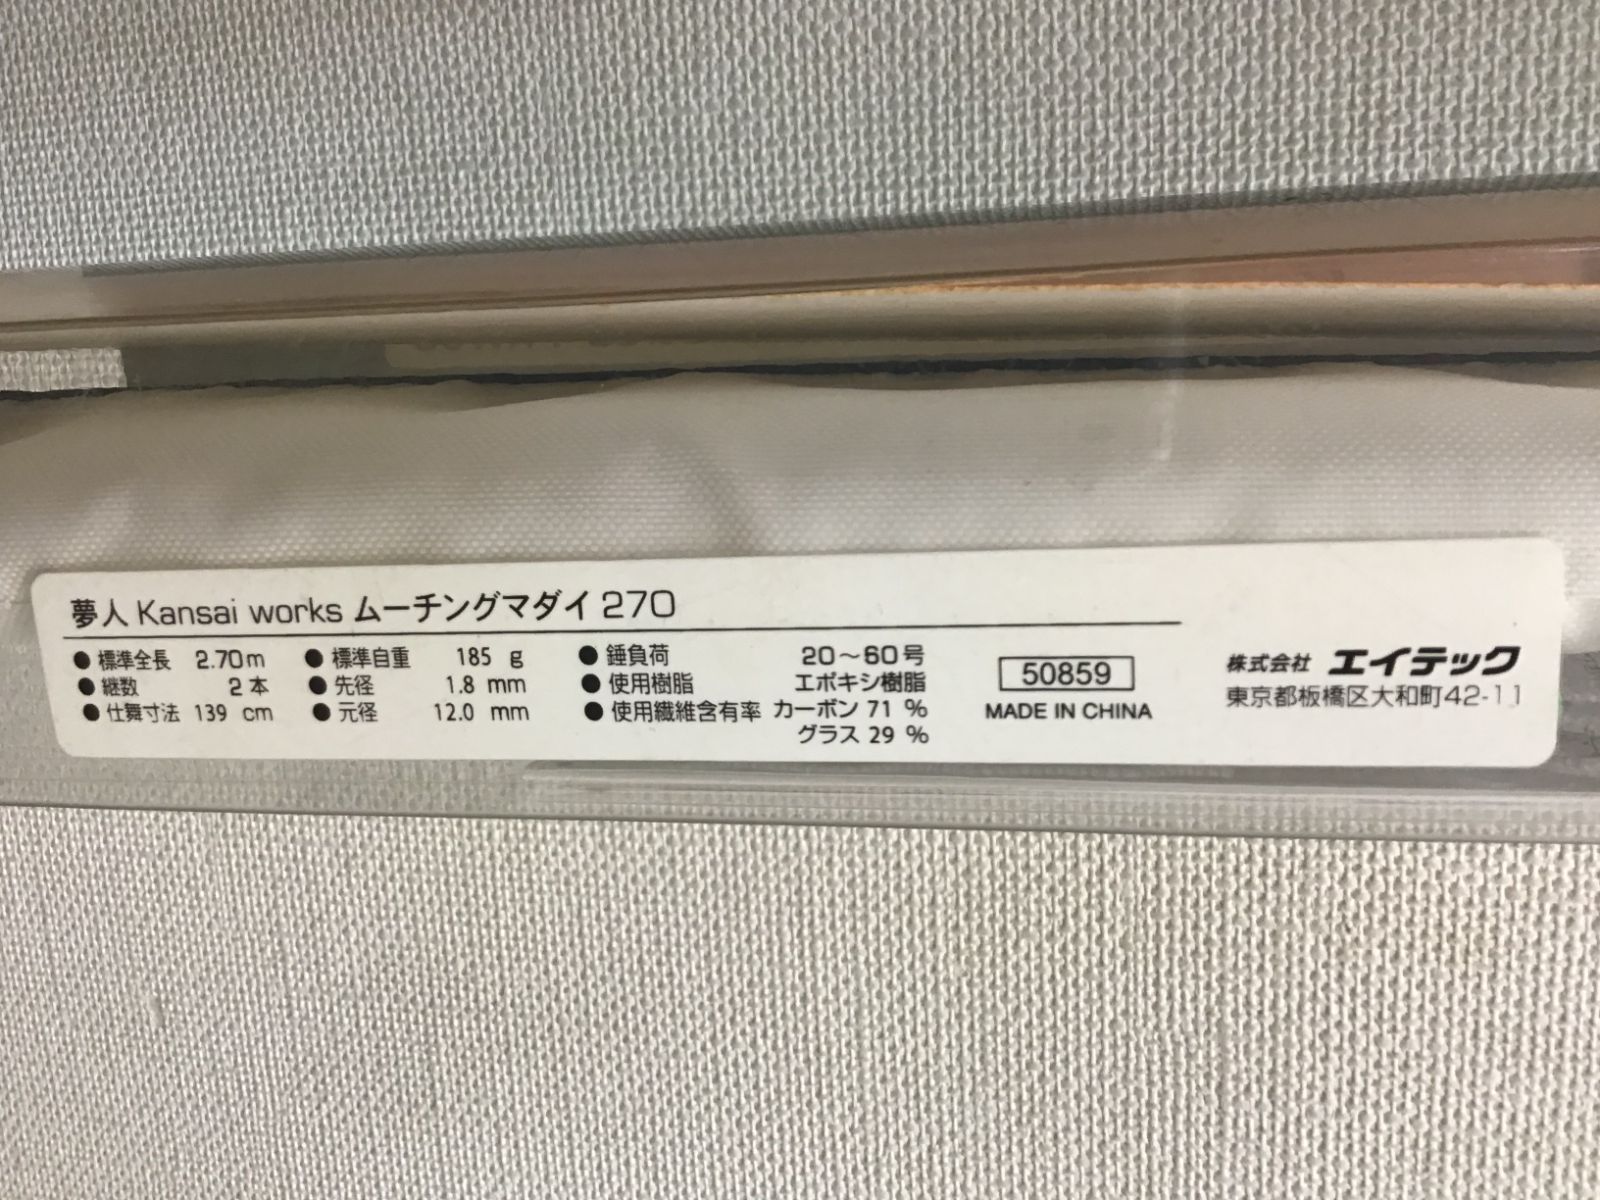 夢人 Kansai works ムーチングマダイ 270
●標準全長 2.70m ●標準自重 185 g ●錘負荷 20～60号
●継数 2 本 ●先径 1.8 mm ●使用樹脂 エポキシ樹脂
●仕舞寸法 139 cm ●元径 12.0 mm ●使用繊維含有率 カーボン 71 %
グラス 29 %
50859
MADE IN CHINA
株式会社 エイテック
東京都板橋区大和町42-11